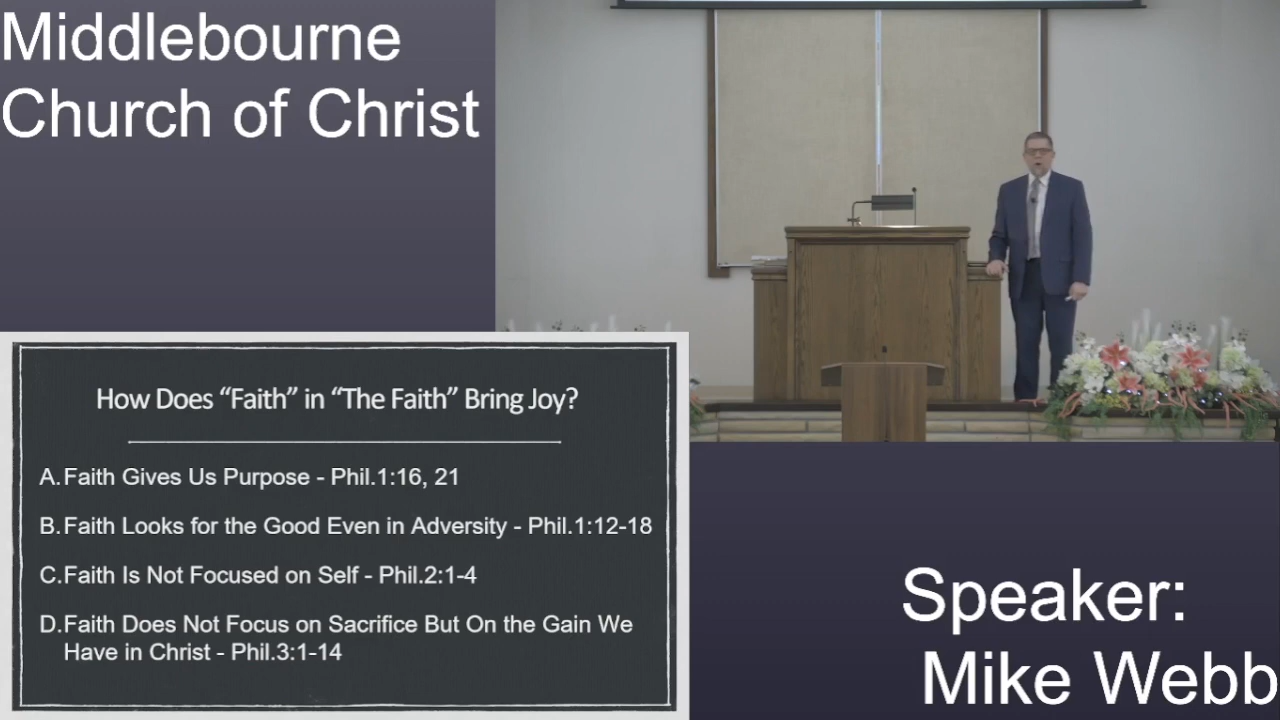 Middlebourne
Church of Christ
How Does “Faith” in “The Faith” Bring Joy?
A.Faith Gives Us Purpose - Phil.1:16, 21
B.Faith Looks for the Good Even in Adversity - Phil.1:12-18
C.Faith Is Not Focused on Self - Phil.2:1-4
D.Faith Does Not Focus on Sacrifice But On the Gain We
Have in Christ - Phil.3:1-14
Speaker:
Mike Webb